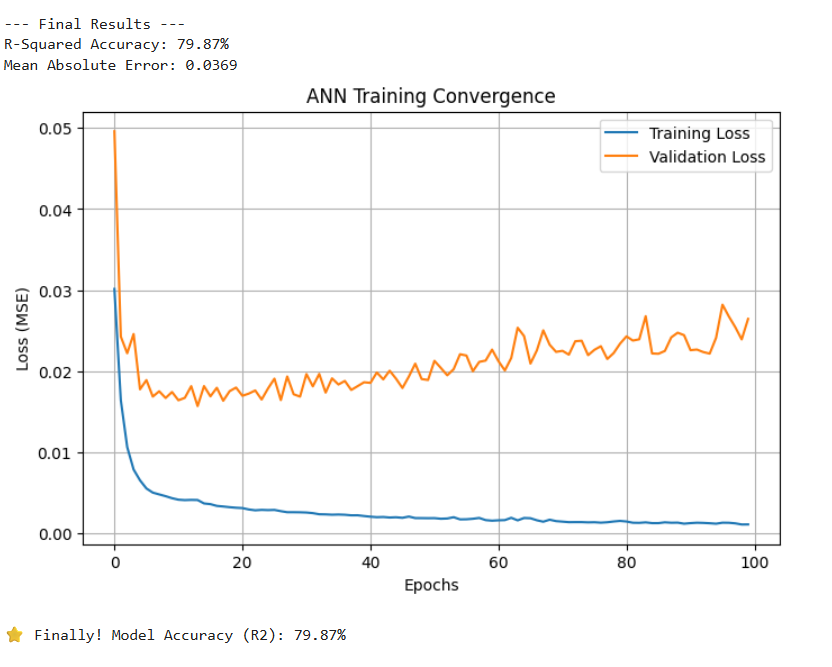 --- Final Results ---
R-Squared Accuracy: 79.87%
Mean Absolute Error: 0.0369
ANN Training Convergence
Training Loss
Validation Loss
Loss (MSE)
0.05
0.04
0.03
0.02
0.01
0.00
0 20 40 60 80 100
Epochs
⭐ Finally! Model Accuracy (R2): 79.87%